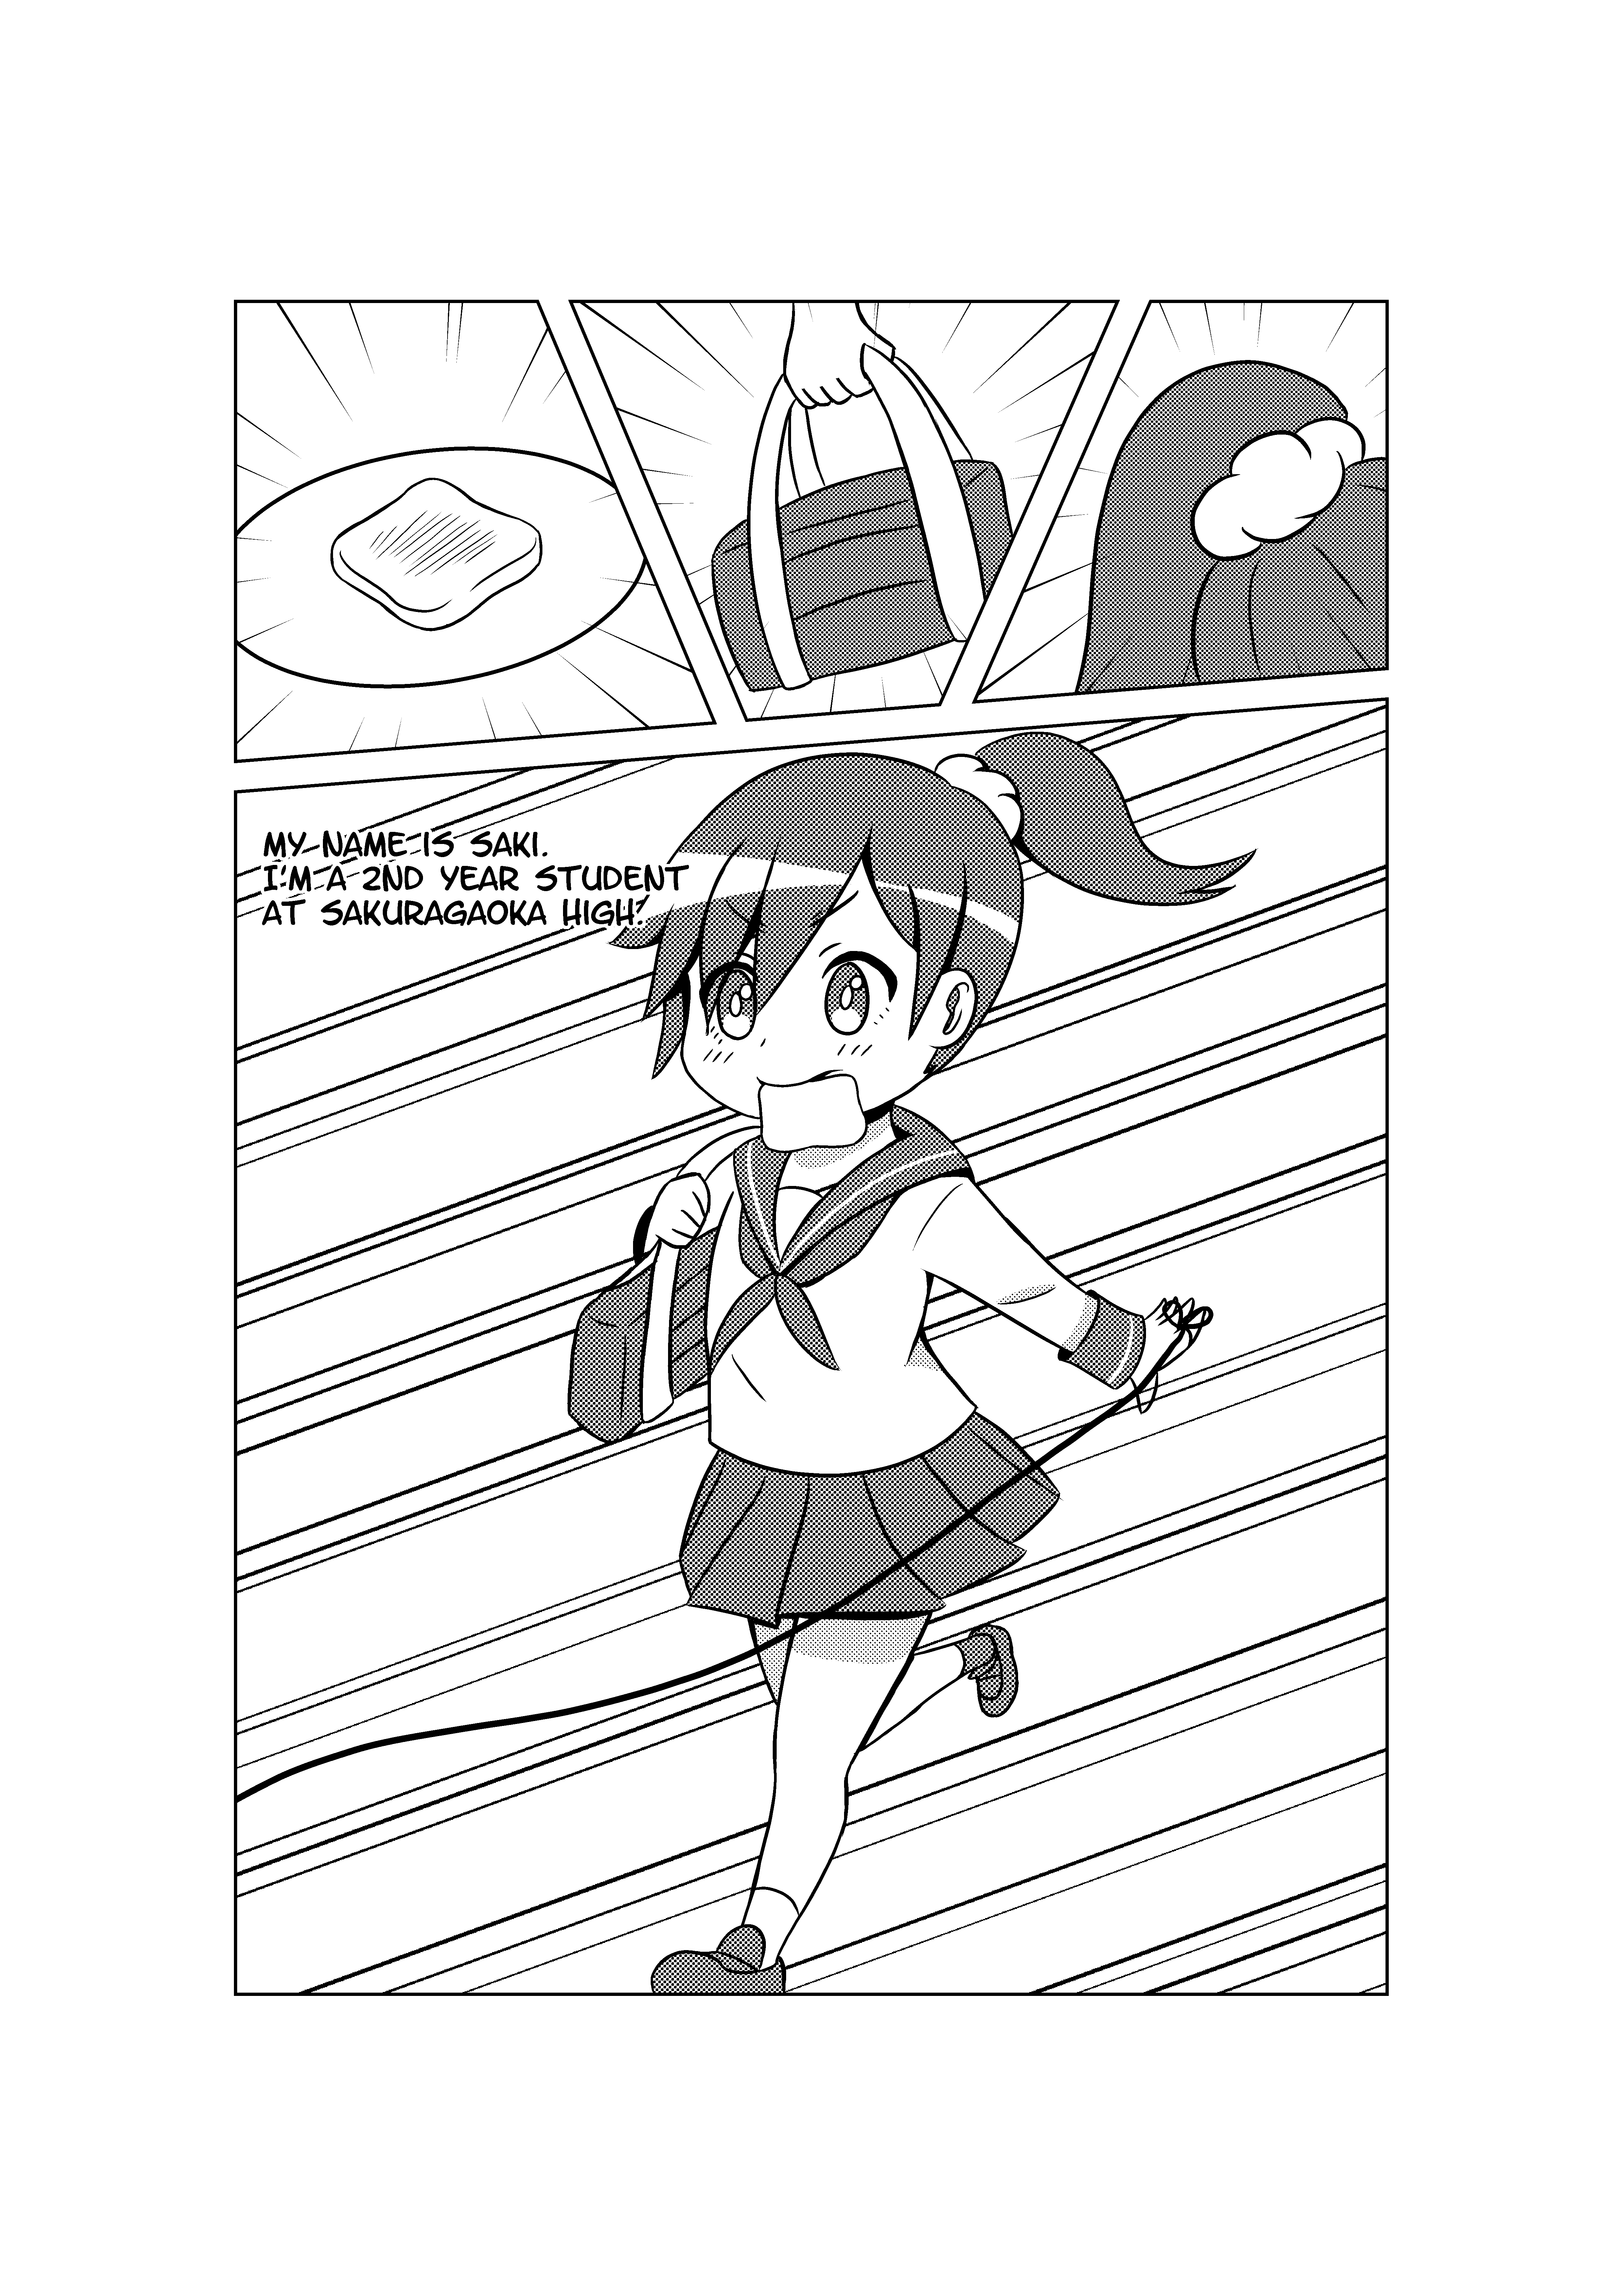 MY NAME IS SAKI.
I'M A 2ND YEAR STUDENT
AT SAKURAGAOKA HIGH.